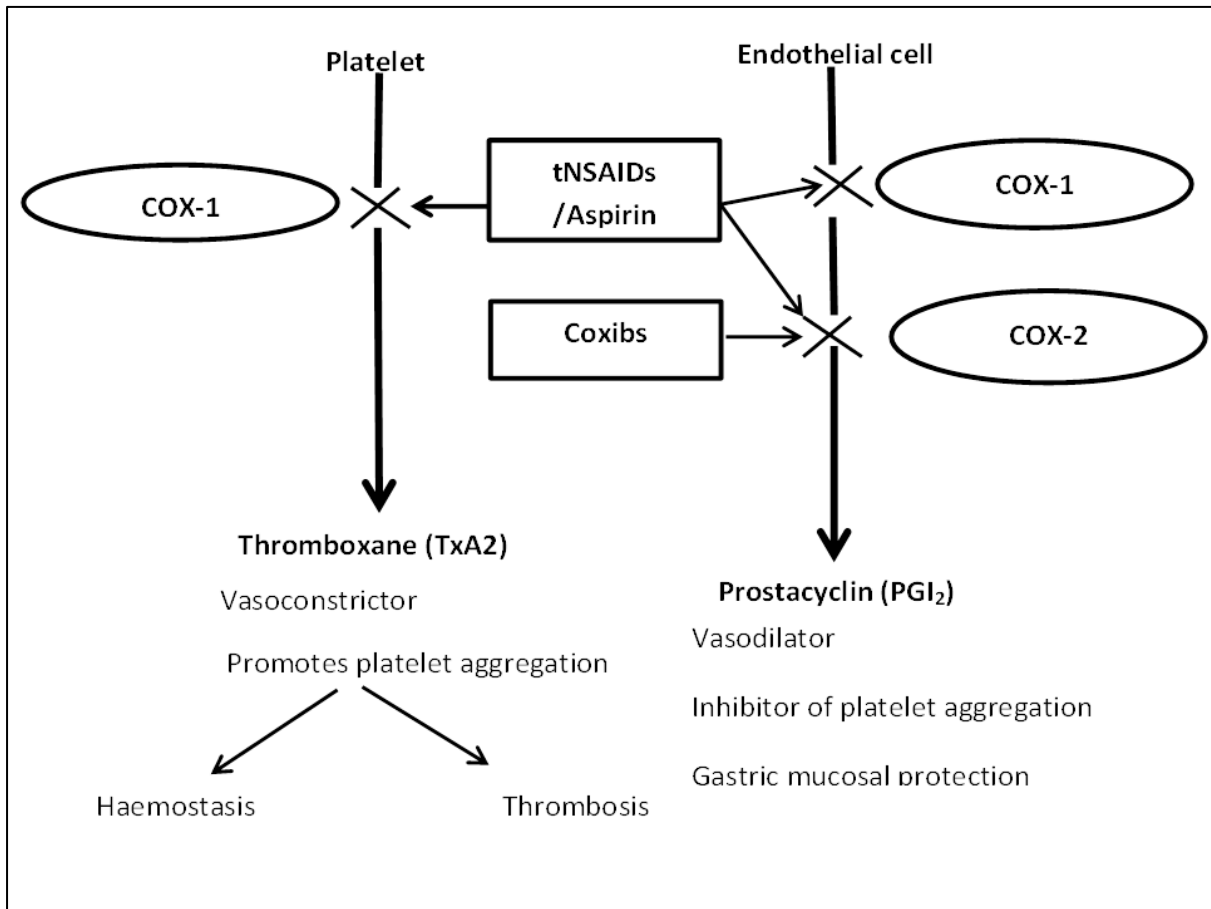 Platelet
Endothelial cell
tNSAIDs
/Aspirin
COX-1
COX-1
Coxibs
COX-2
Thromboxane (TxA2)
Vasoconstrictor
Promotes platelet aggregation
Haemostasis
Thrombosis
Prostacyclin (PGI₂)
Vasodilator
Inhibitor of platelet aggregation
Gastric mucosal protection